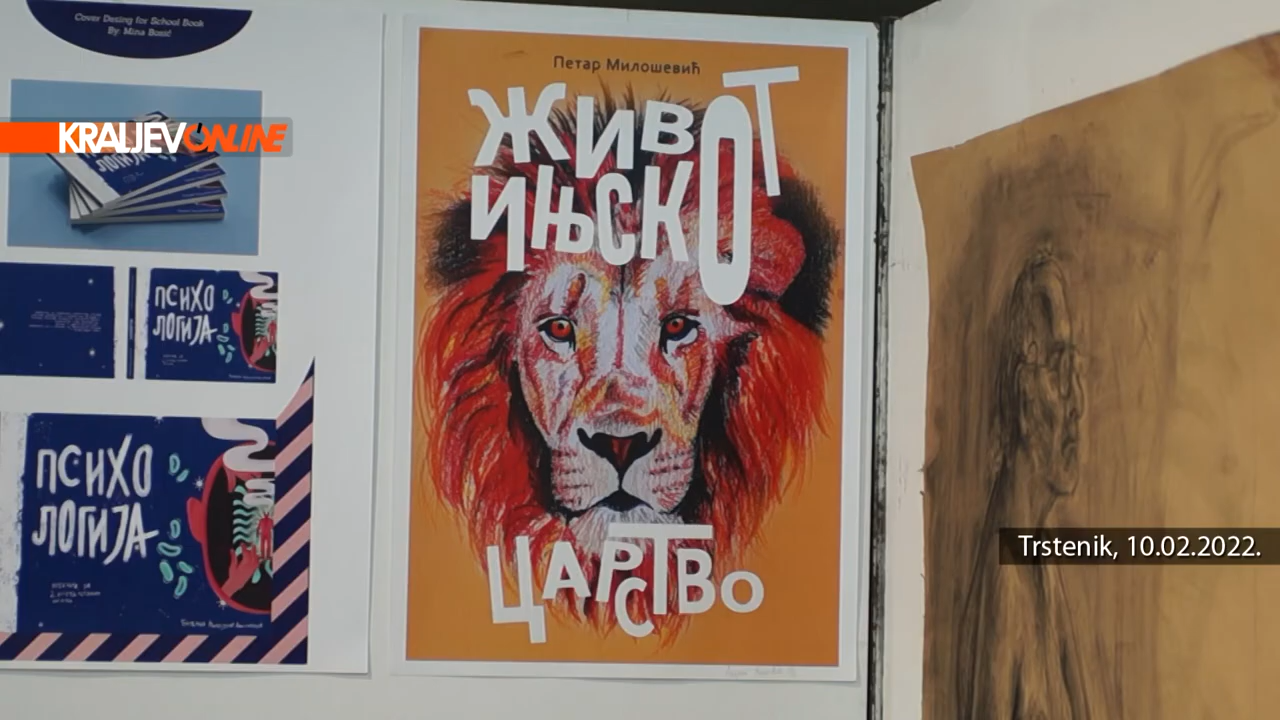 Cover Desing for School Book
By: Mina Bosić
KRALJEVONLINE
ЛОГИЈА
ПСИХО
ЛОГИЈА
ПСИХО
ЛОГИЈА
Петар Милошевић
ЖИВОТ
ИЊСКО
ЦАРСТВО
Trstenik, 10.02.2022.